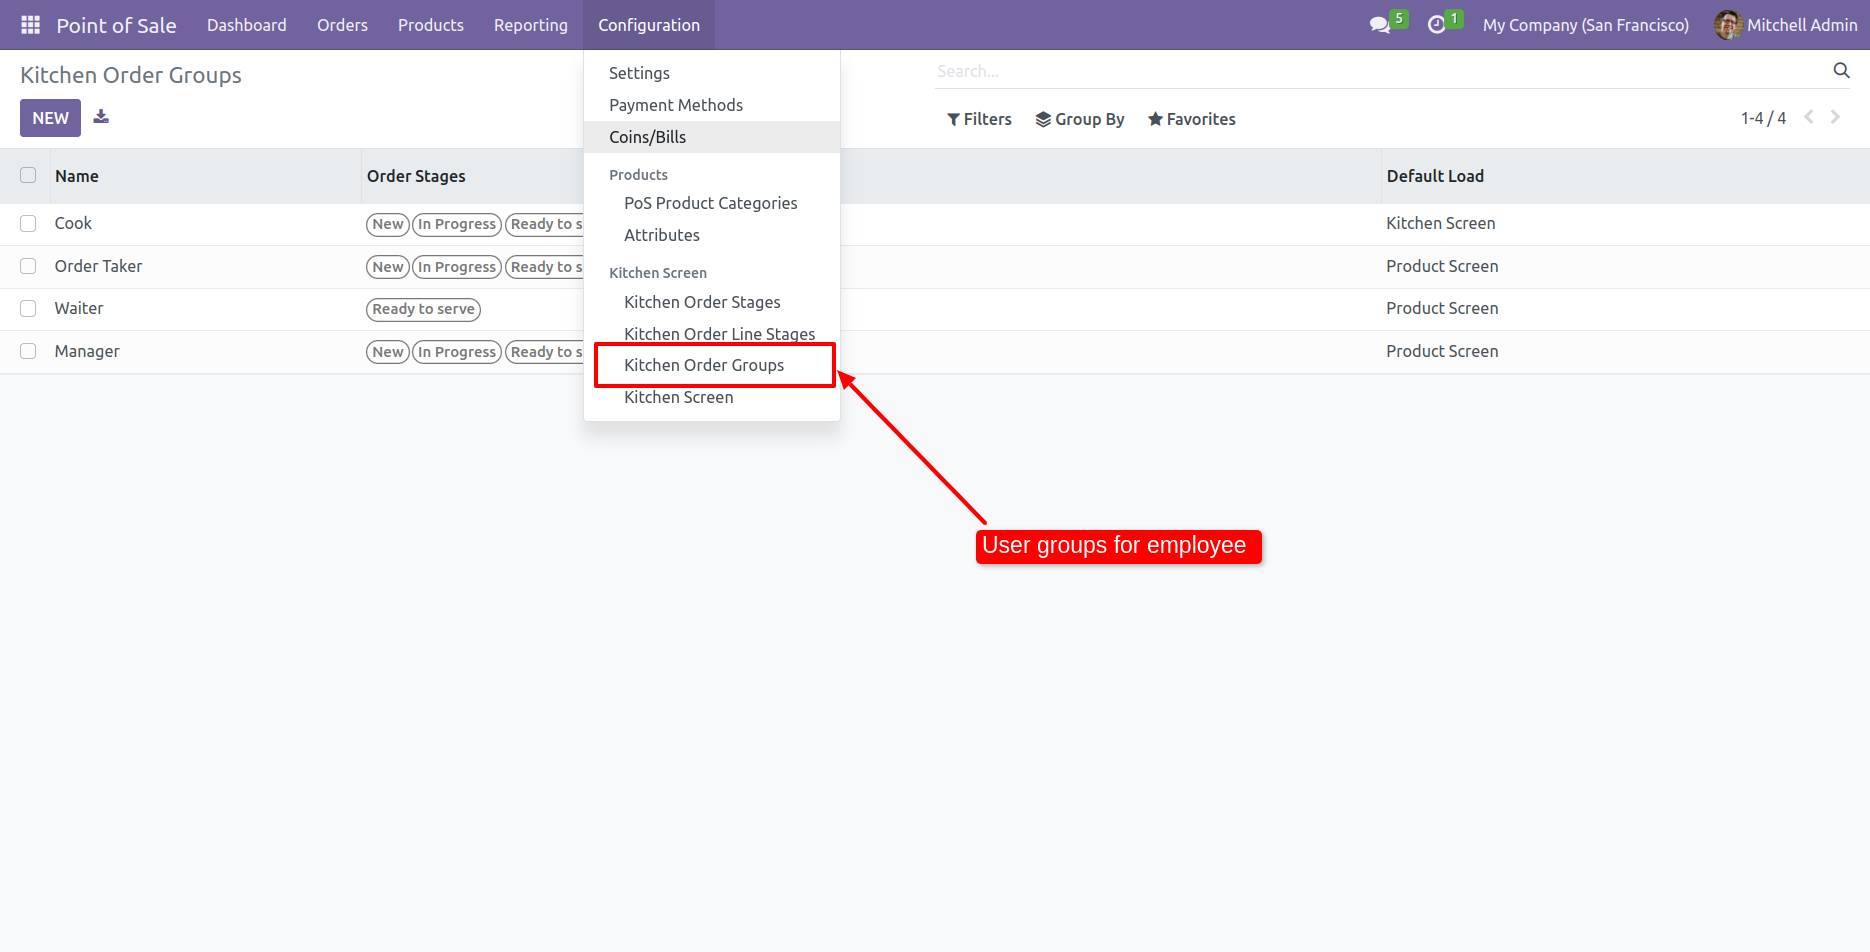 Point of Sale Dashboard Orders Products Reporting Configuration 5 1 My Company (San Francisco) Mitchell Admin
Kitchen Order Groups
Search...
NEW
Filters Group By Favorites 1-4 / 4
Settings
Payment Methods
Coins/Bills
Products
PoS Product Categories
Attributes
Kitchen Screen
Kitchen Order Stages
Kitchen Order Line Stages
Kitchen Order Groups
Kitchen Screen
Name Order Stages Default Load
Cook New In Progress Ready to s Kitchen Screen
Order Taker New In Progress Ready to s Product Screen
Waiter Ready to serve Product Screen
Manager New In Progress Ready to s Product Screen
User groups for employee